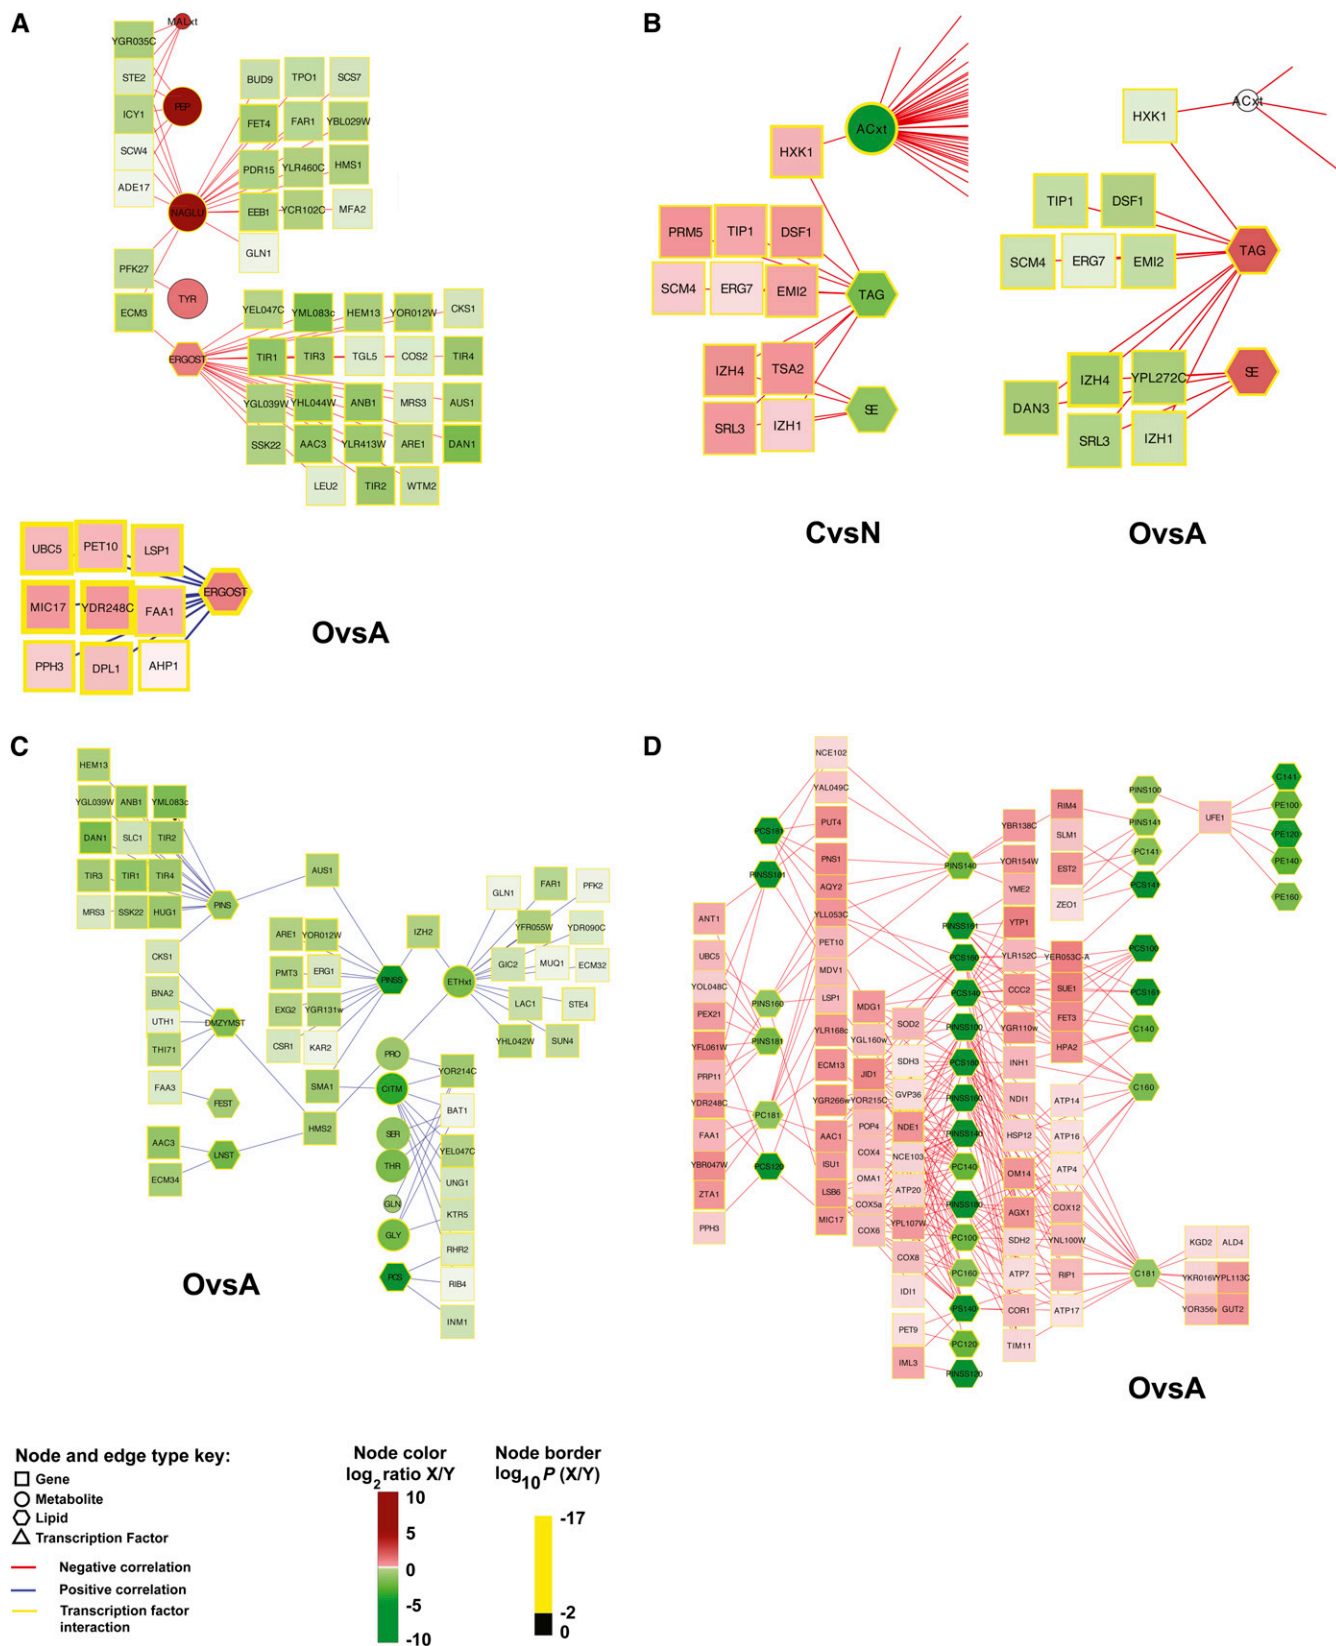 A
MALxt
YGR035C
STE2
PEP
ICY1
SCW4
ADE17
NAGLU
BUD9 TPO1 SCS7
FET4 FAR1 YBL029W
PDR15 YLR460C HMS1
EEB1 YCR102C MFA2
GLN1
PFK27
TYR
ECM3
ERGOST
YEL047C YML083c HEM13 YOR012W CKS1
TIR1 TIR3 TGL5 COS2 TIR4
YGL039W YHL044W ANB1 MRS3 AUS1
SSK22 AAC3 YLR413W ARE1 DAN1
LEU2 TIR2 WTM2
UBC5 PET10 LSP1
MIC17 YDR248C FAA1 ERGOST
PPH3 DPL1 AHP1
OvsA
B
ACxt
HXK1
PRM5 TIP1 DSF1
SCM4 ERG7 EMI2 TAG
IZH4 TSA2
SRL3 IZH1 SE
CvsN
ACxt
HXK1
TIP1 DSF1
SCM4 ERG7 EMI2 TAG
IZH4 YPL272C SE
DAN3
SRL3 IZH1
OvsA
C
HEM13
YGL039W ANB1 YML083c
DAN1 SLC1 TIR2
TIR3 TIR1 TIR4
MRS3 SSK22 HUG1
PINS
AUS1
CKS1
BNA2
UTH1
THI71
FAA3
DMZYMST
FEST
AAC3
ECM34
LNST
ARE1 YOR012W
PMT3 ERG1
EXG2 YGR131w
CSR1 KAR2
SMA1
HMS2
PINSS
IZH2
ETHxt
GLN1 FAR1 PFK2
YFR055W YDR090C
GIC2 MUQ1 ECM32
LAC1 STE4
YHL042W SUN4
PRO
CITM
SER
THR
GLN
GLY
PCS
YOR214C
BAT1
YEL047C
UNG1
KTR5
RHR2
RIB4
INM1
OvsA
D
NCE102
YAL049C
PUT4
PNS1
AQY2
YLL053C
PET10
MDV1
LSP1
YLR168c
ECM13
YGR266w
AAC1
ISU1
LSB6
MIC17
PCS181
PINSS181
ANT1
UBC5
YOL048C
PEX21
YFL061W
PRP11
YDR248C
FAA1
YBR047W
ZTA1
PPH3
PINS160
PINS181
PC181
PCS120
MDG1
YGL160w
JID1
YOR215C
POP4
COX4
OMA1
COX5a
COX6
SOD2
SDH3
GVP36
NDE1
NCE103
ATP20
YPL107W
COX8
IDI1
PET9
IML3
PINS140
PINSS161
PCS160
PCS140
PINSS100
PCS180
PINSS160
PINSS140
PC140
PINSS180
PC100
PC160
PS140
PC120
PINSS120
YBR138C
YOR154W
YME2
YTP1
YLR152C
CCC2
YGR110w
INH1
NDI1
HSP12
OM14
AGX1
SDH2
ATP7
COR1
TIM11
RIM4
SLM1
EST2
ZEO1
YER053C-A
SUE1
FET3
HPA2
ATP14
ATP16
ATP4
COX12
YNL100W
RIP1
ATP17
PINS100
PINS141
PC141
PCS141
UFE1
C141
PE100
PE120
PE140
PE160
PCS100
PCS161
C140
C160
C181
KGD2 ALD4
YKR016W YPL113C
YOR356w GUT2
OvsA
Node and edge type key:
Gene
Metabolite
Lipid
Transcription Factor
Negative correlation
Positive correlation
Transcription factor
interaction
Node color
log2 ratio X/Y
10
5
0
-5
-10
Node border
log10 P (X/Y)
-17
-2
0